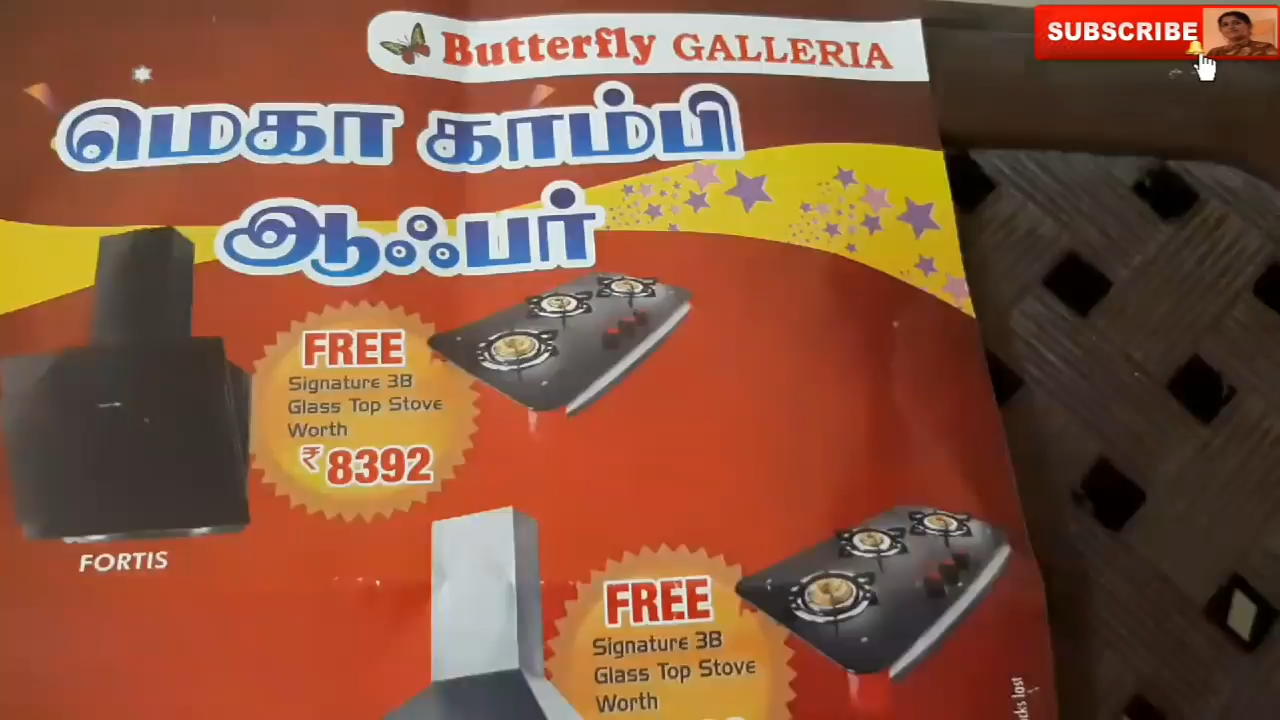 SUBSCRIBE
Butterfly GALLERIA
மெகா காம்பி
ஆஃபர்
FREE
Signature 3B
Glass Top Stove
Worth
₹8392
FORTIS
FREE
Signature 3B
Glass Top Stove
Worth
last